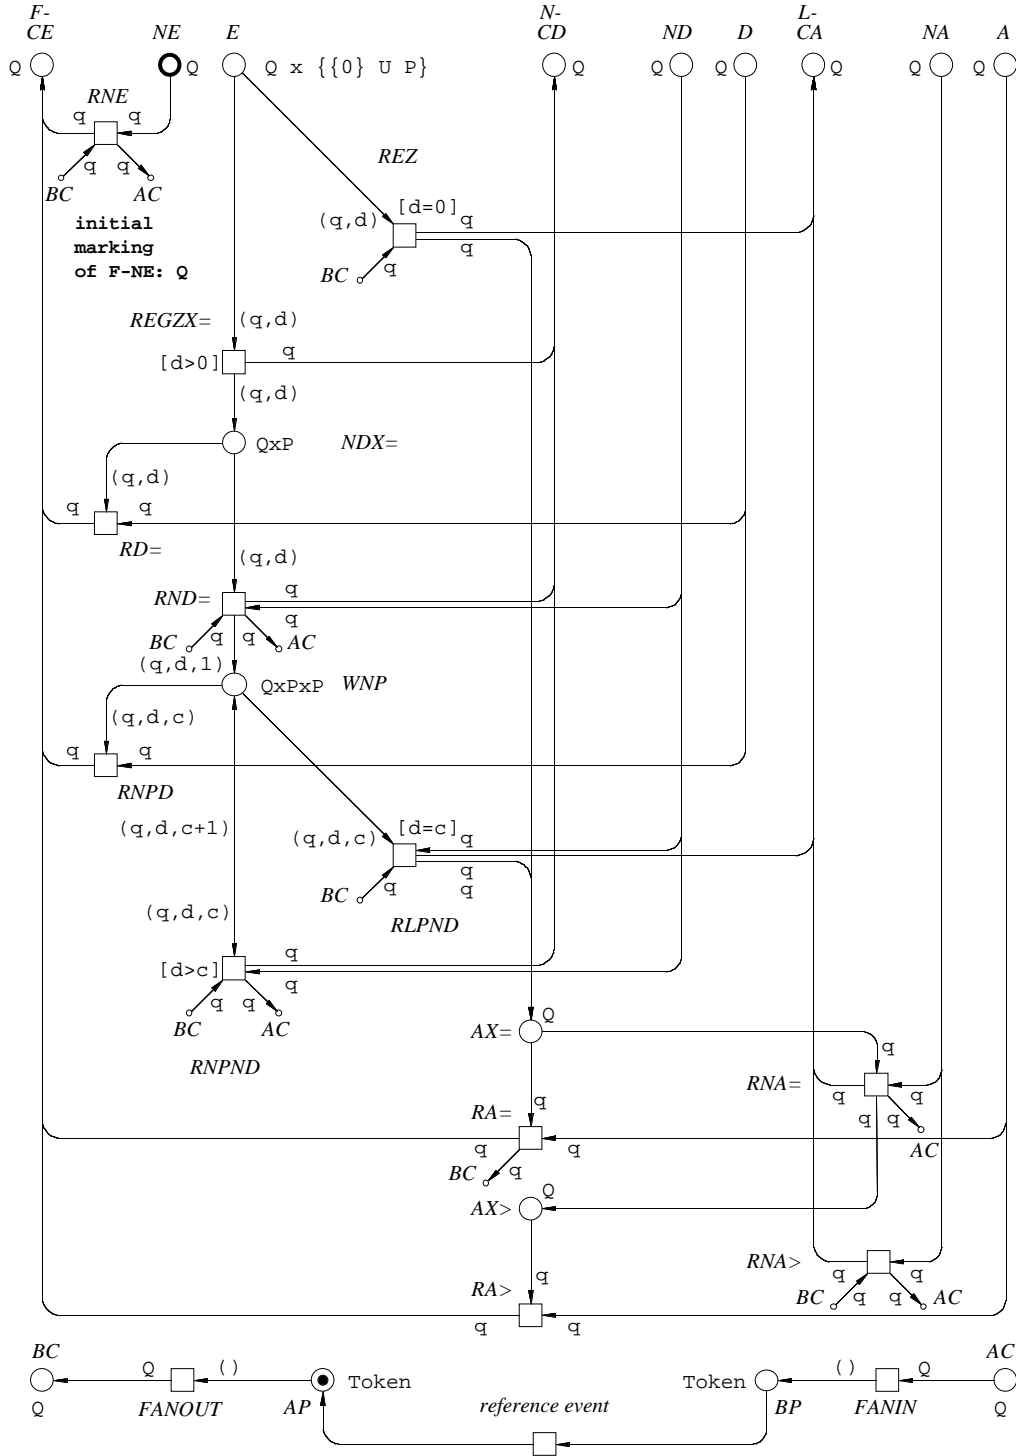 F- N- L-
CE NE E CD ND D CA NA A
Q Q Q x {{0} U P} Q Q Q Q Q Q
RNE
q q
REZ
q q
BC AC
[d=0]
(q,d) q
initial
marking
q
of F-NE: Q
BC q
REGZX= (q,d)
q
[d>0]
(q,d)
QxP NDX=
(q,d)
q q
RD=
(q,d)
q
RND=
q
BC q q AC
(q,d,1)
QxPxP WNP
(q,d,c)
q q
RNPD
(q,d,c+1) (q,d,c) [d=c] q
q
BC q q
(q,d,c)
RLPND
q
[d>c]
q q q
BC AC
Q
AX=
q
RNPND
RNA=
q q
RA= q
q q
q q
AC
BC q
Q
AX>
RNA>
q q
RA> q
q q
BC AC
q q
BC AC
Q () Token Token () Q
Q FANOUT AP reference event BP FANIN Q